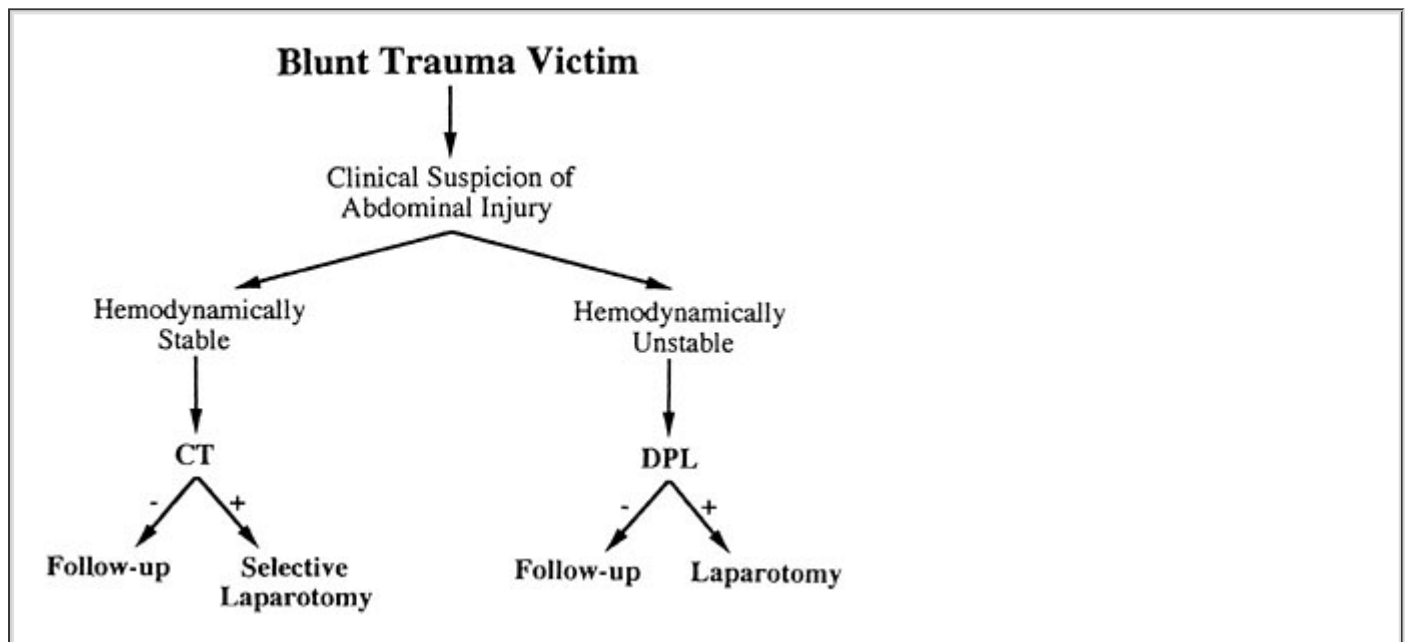 Blunt Trauma Victim
Clinical Suspicion of
Abdominal Injury
Hemodynamically
Stable
Hemodynamically
Unstable
CT
DPL
-
+
-
+
Follow-up
Selective
Laparotomy
Follow-up
Laparotomy